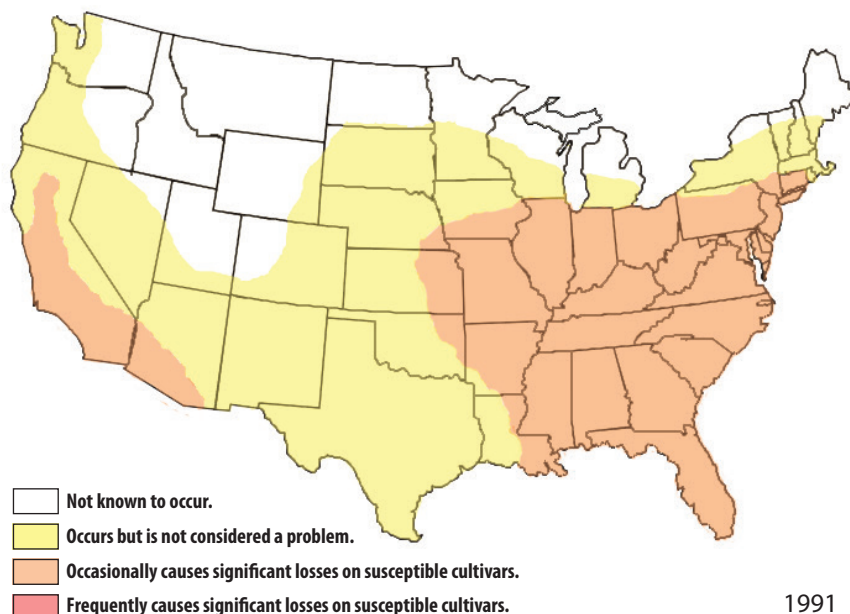 Not known to occur.
Occurs but is not considered a problem.
Occasionally causes significant losses on susceptible cultivars.
Frequently causes significant losses on susceptible cultivars.
1991